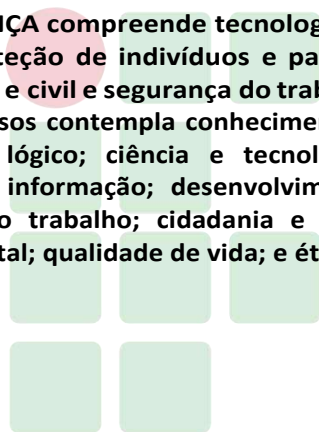 NÇA compreende tecnolog
teção de indivíduos e pa
e civil e segurança do trab
sos contempla conhecimen
lógico; ciência e tecnol
informação; desenvolvim
o trabalho; cidadania e
tal; qualidade de vida; e ét